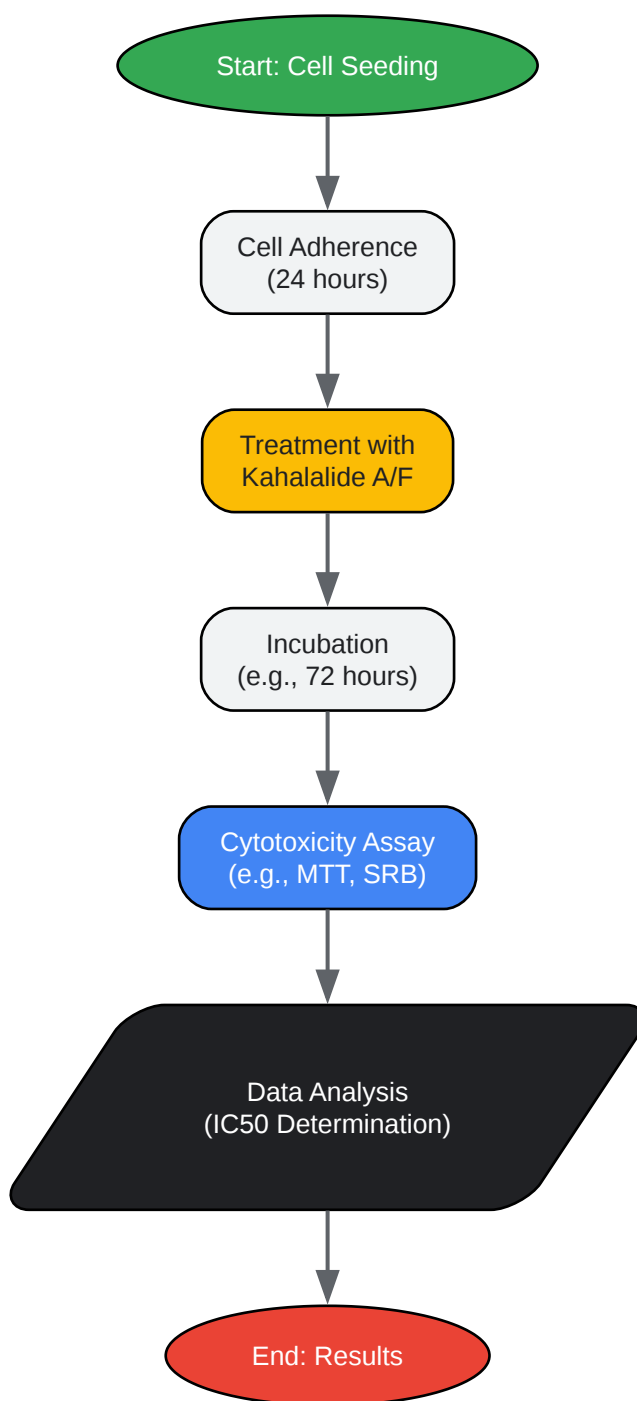 Start: Cell Seeding
Cell Adherence
(24 hours)
Treatment with
Kahalalide A/F
Incubation
(e.g., 72 hours)
Cytotoxicity Assay
(e.g., MTT, SRB)
Data Analysis
(IC50 Determination)
End: Results